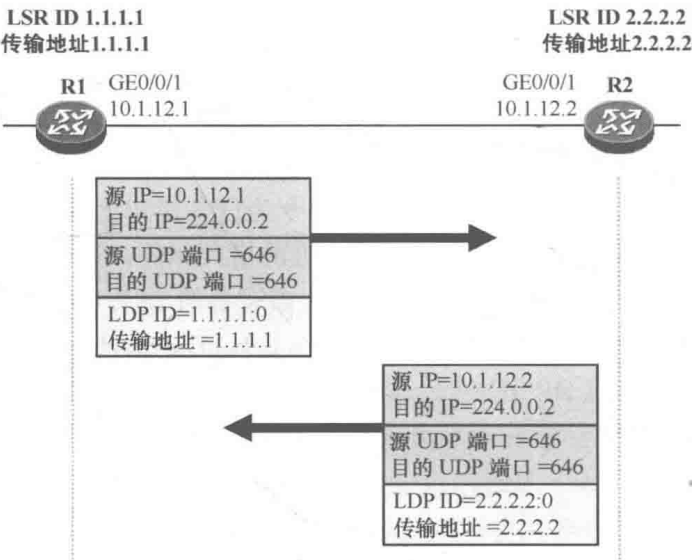 LSR ID 1.1.1.1
传输地址1.1.1.1
LSR ID 2.2.2.2
传输地址2.2.2.2
R1
GE0/0/1
10.1.12.1
GE0/0/1
10.1.12.2
R2
源 IP=10.1.12.1
目的 IP=224.0.0.2
源 UDP 端口 =646
目的 UDP 端口 =646
LDP ID=1.1.1.1:0
传输地址 =1.1.1.1
源 IP=10.1.12.2
目的 IP=224.0.0.2
源 UDP 端口 =646
目的 UDP 端口 =646
LDP ID=2.2.2.2:0
传输地址 =2.2.2.2